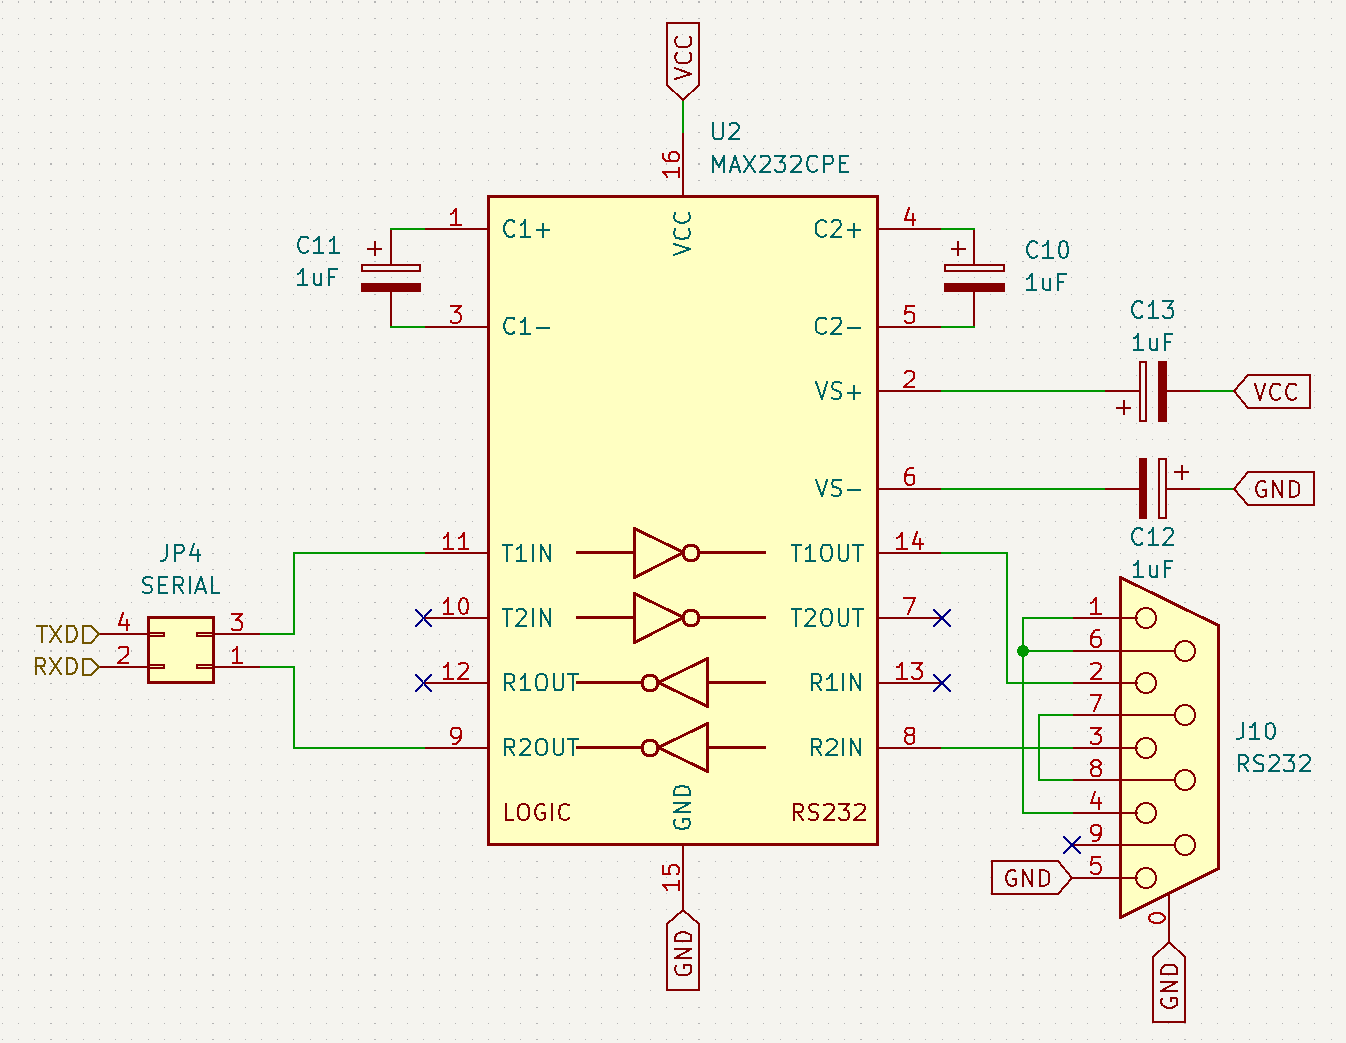 VCC
U2
MAX232CPE
16
1
C1+
VCC
C2+
4
C11
1uF
+
+
C10
1uF
3
C1-
C2-
5
C13
1uF
VS+
2
+
VCC
VS-
6
+
GND
C12
1uF
11
T1IN
T1OUT
14
JP4
SERIAL
10
T2IN
T2OUT
7
TXD
4
3
RXD
2
1
12
R1OUT
R1IN
13
9
R2OUT
R2IN
8
1
6
2
7
3
8
4
9
5
J10
RS232
LOGIC
GND
RS232
15
GND
GND
0
GND